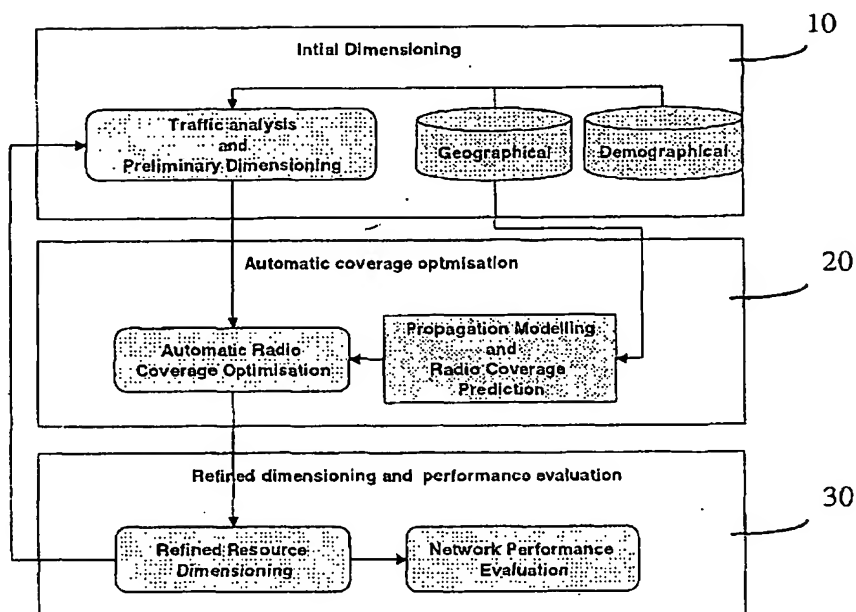 10
Intial Dimensioning
Traffic analysis
and
Preliminary Dimensioning
Geographical
Demographical
20
Automatic coverage optmisation
Automatic Radio
Coverage Optimisation
Propagation Modelling
and
Radio Coverage
Prediction
30
Refined dimensioning and performance evaluation
Refined Resource
Dimensioning
Network Performance
Evaluation